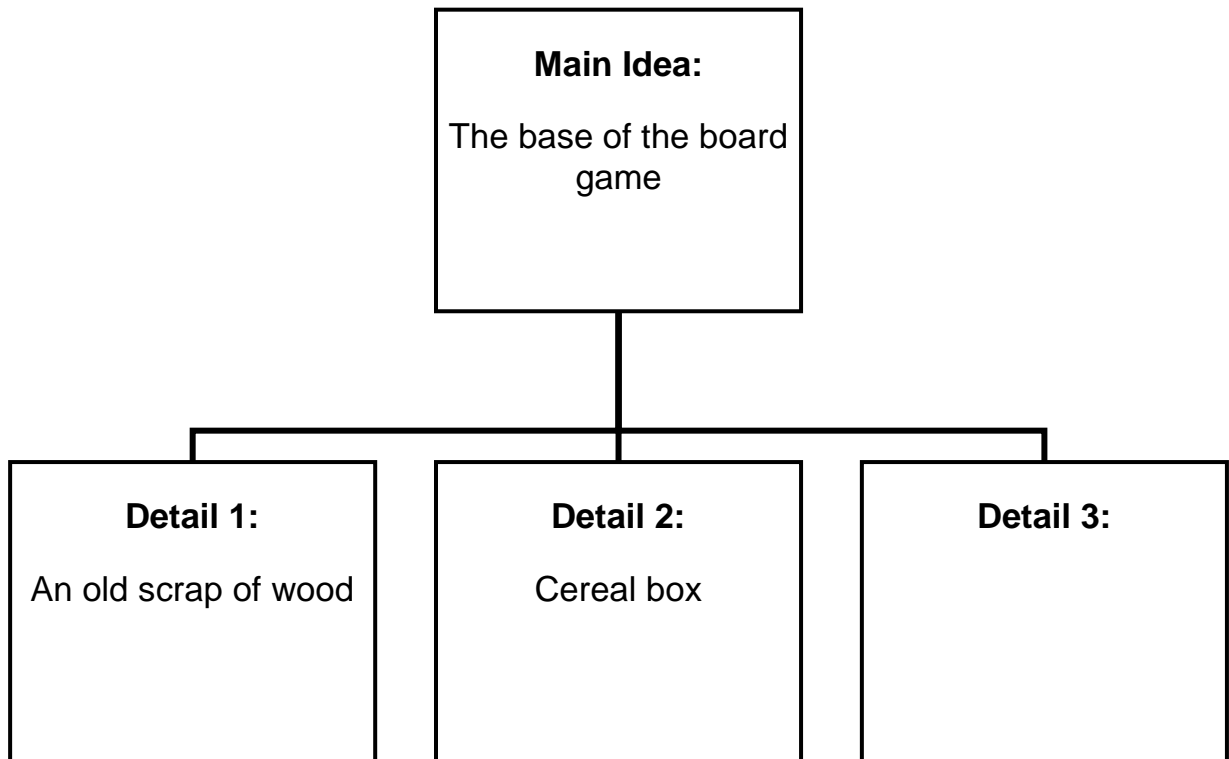 Main Idea:
The base of the board
game
Detail 1:
An old scrap of wood
Detail 2:
Cereal box
Detail 3: